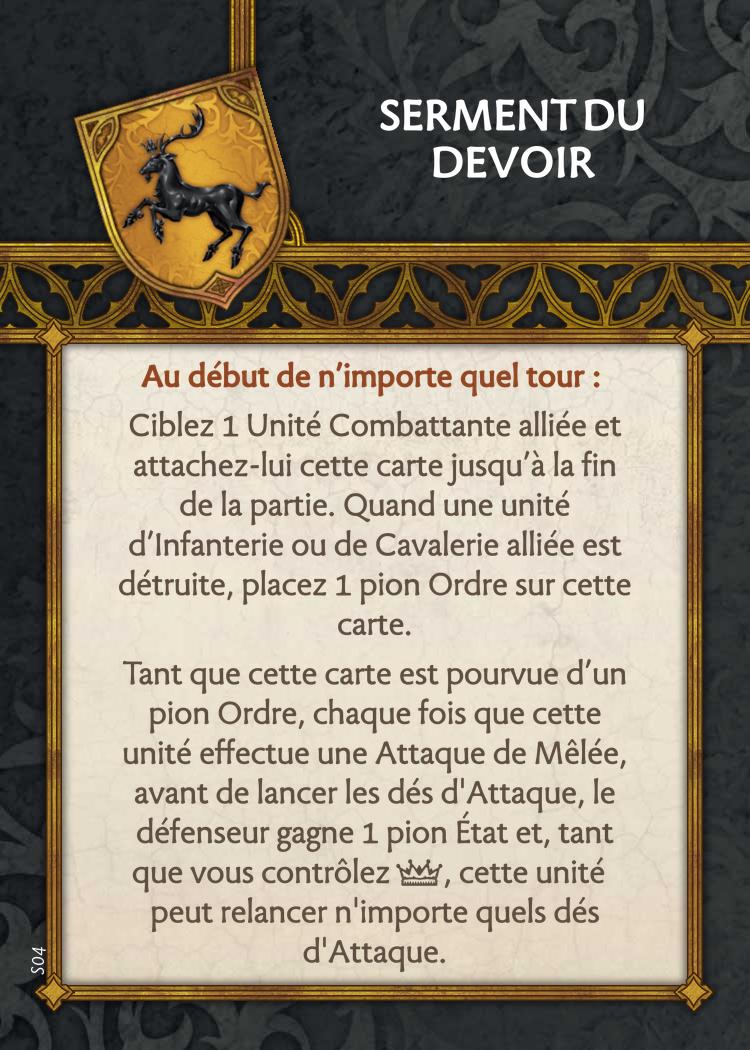 SERMENT DU
DEVOIR
Au début de n’importe quel tour :
Ciblez 1 Unité Combattante alliée et
attachez-lui cette carte jusqu’à la fin
de la partie. Quand une unité
d’Infanterie ou de Cavalerie alliée est
détruite, placez 1 pion Ordre sur cette
carte.
Tant que cette carte est pourvue d’un
pion Ordre, chaque fois que cette
unité effectue une Attaque de Mêlée,
avant de lancer les dés d'Attaque, le
défenseur gagne 1 pion État et, tant
que vous contrôlez , cette unité
peut relancer n'importe quels dés
d'Attaque.
S04